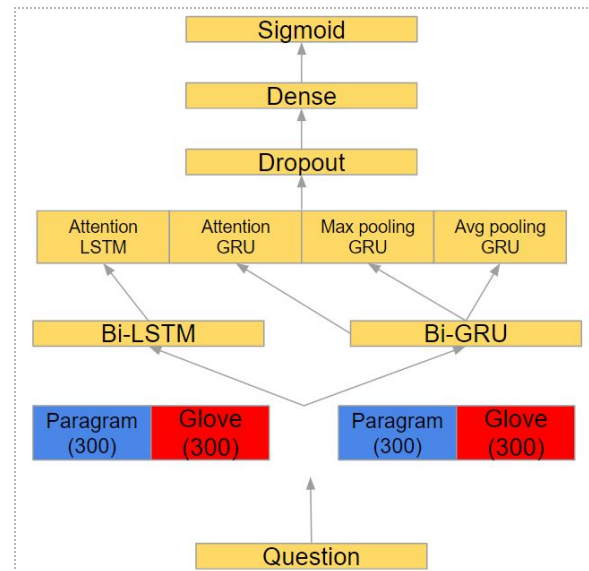 Sigmoid
Dense
Dropout
Attention
LSTM
Attention
GRU
Max pooling
GRU
Avg pooling
GRU
Bi-LSTM
Bi-GRU
Paragram
(300)
Glove
(300)
Paragram
(300)
Glove
(300)
Question